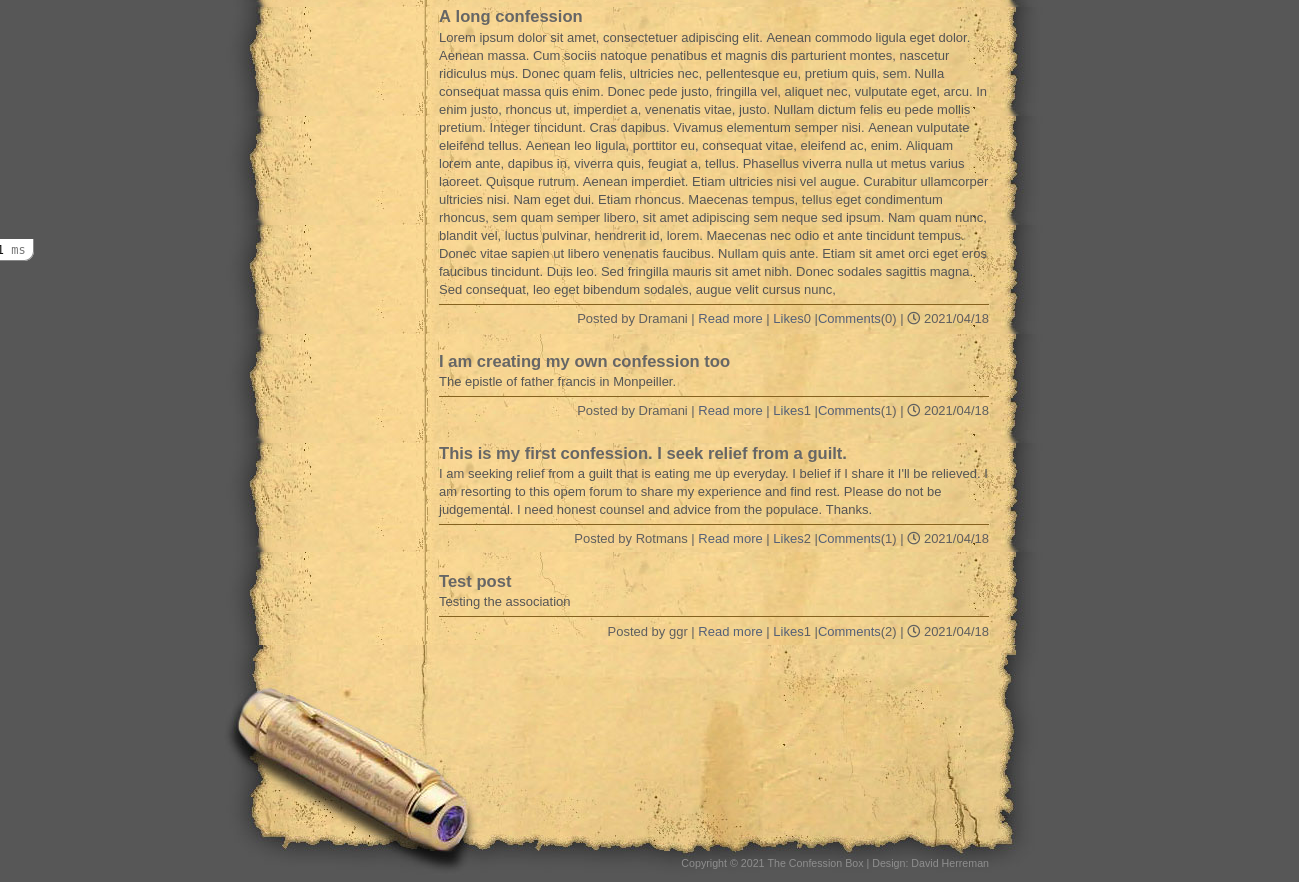 A long confession
Lorem ipsum dolor sit amet, consectetuer adipiscing elit. Aenean commodo ligula eget dolor.
Aenean massa. Cum sociis natoque penatibus et magnis dis parturient montes, nascetur
ridiculus mus. Donec quam felis, ultricies nec, pellentesque eu, pretium quis, sem. Nulla
consequat massa quis enim. Donec pede justo, fringilla vel, aliquet nec, vulputate eget, arcu. In
enim justo, rhoncus ut, imperdiet a, venenatis vitae, justo. Nullam dictum felis eu pede mollis
pretium. Integer tincidunt. Cras dapibus. Vivamus elementum semper nisi. Aenean vulputate
eleifend tellus. Aenean leo ligula, porttitor eu, consequat vitae, eleifend ac, enim. Aliquam
lorem ante, dapibus in, viverra quis, feugiat a, tellus. Phasellus viverra nulla ut metus varius
laoreet. Quisque rutrum. Aenean imperdiet. Etiam ultricies nisi vel augue. Curabitur ullamcorper
ultricies nisi. Nam eget dui. Etiam rhoncus. Maecenas tempus, tellus eget condimentum
rhoncus, sem quam semper libero, sit amet adipiscing sem neque sed ipsum. Nam quam nunc,
1 ms
blandit vel, luctus pulvinar, hendrerit id, lorem. Maecenas nec odio et ante tincidunt tempus.
Donec vitae sapien ut libero venenatis faucibus. Nullam quis ante. Etiam sit amet orci eget eros
faucibus tincidunt. Duis leo. Sed fringilla mauris sit amet nibh. Donec sodales sagittis magna.
Sed consequat, leo eget bibendum sodales, augue velit cursus nunc,
Posted by Dramani | Read more | Likes0 |Comments(0) | 2021/04/18
I am creating my own confession too
The epistle of father francis in Monpeiller.
Posted by Dramani | Read more | Likes1 |Comments(1) | 2021/04/18
This is my first confession. I seek relief from a guilt.
I am seeking relief from a guilt that is eating me up everyday. I belief if I share it I'll be relieved. I
am resorting to this opem forum to share my experience and find rest. Please do not be
judgemental. I need honest counsel and advice from the populace. Thanks.
Posted by Rotmans | Read more | Likes2 |Comments(1) | 2021/04/18
Test post
Testing the association
Posted by ggr | Read more | Likes1 |Comments(2) | 2021/04/18
Copyright © 2021 The Confession Box | Design: David Herreman